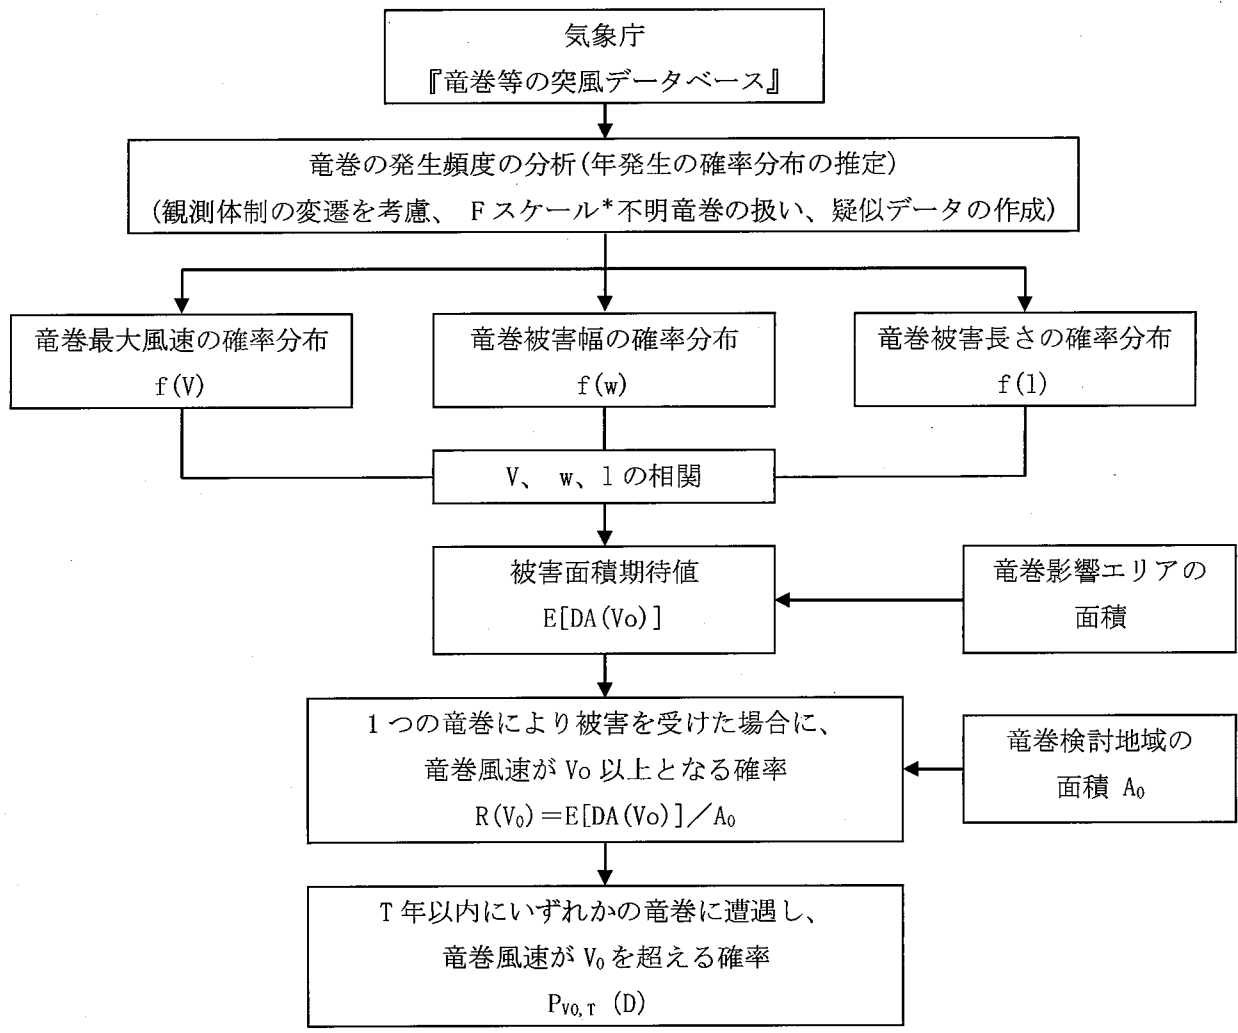 気象庁
『竜巻等の突風データベース』
竜巻の発生頻度の分析(年発生の確率分布の推定)
(観測体制の変遷を考慮、 Fスケール*不明竜巻の扱い、疑似データの作成)
竜巻最大風速の確率分布
f(V)
竜巻被害幅の確率分布
f(w)
竜巻被害長さの確率分布
f(l)
V、 w、l の相関
被害面積期待値
E[DA(Vo)]
竜巻影響エリアの
面積
1つの竜巻により被害を受けた場合に、
竜巻風速が Vo 以上となる確率
R(V₀)=E[DA(Vo)]/A₀
竜巻検討地域の
面積 A₀
T 年以内にいずれかの竜巻に遭遇し、
竜巻風速が V₀ を超える確率
P_{V0,T} (D)